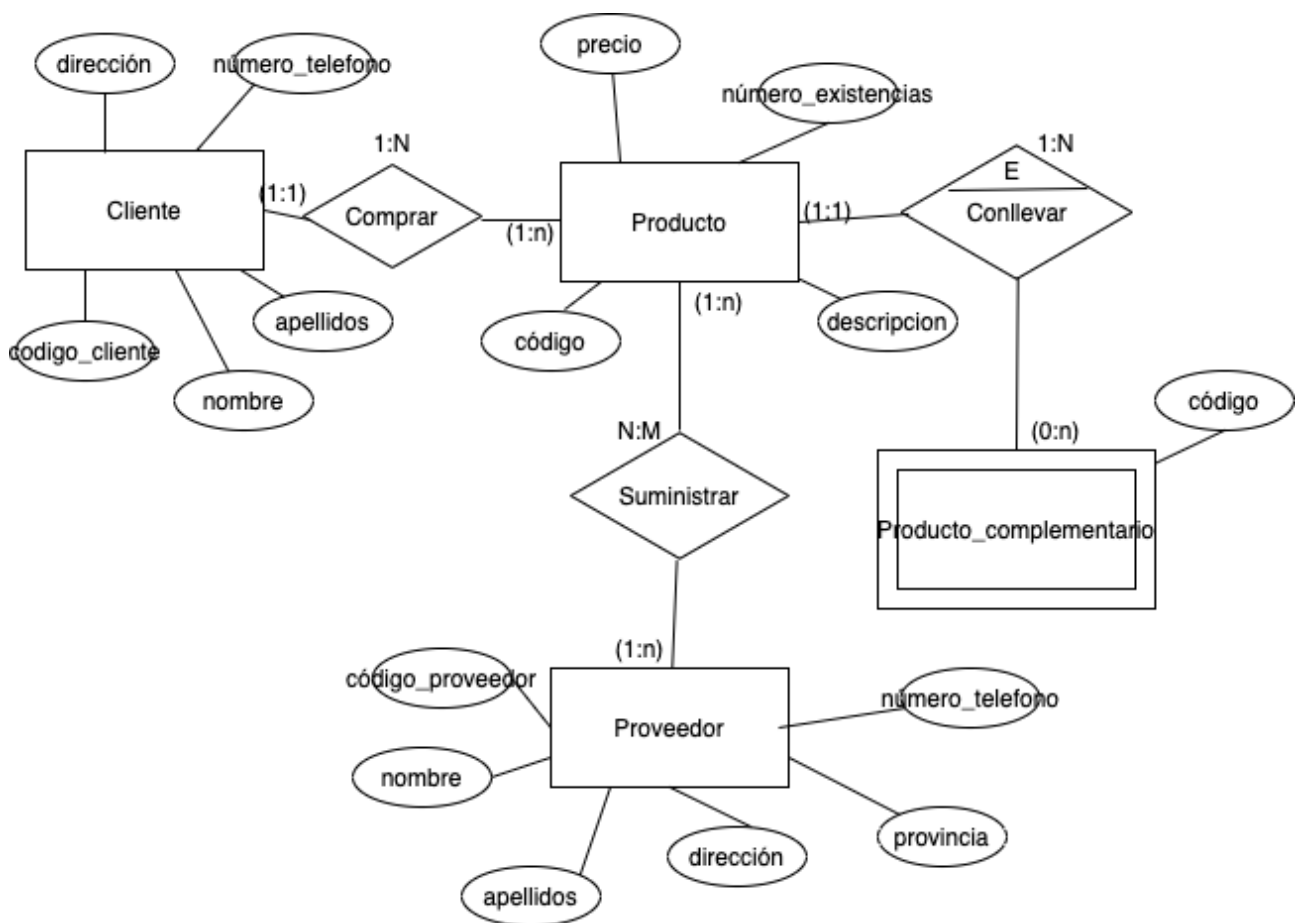 precio
dirección
número_telefono
número_existencias
1:N
1:N
E
(1:1)
Cliente
Comprar
(1:n)
Producto
(1:1)
Conllevar
(1:n)
apellidos
código
descripcion
codigo_cliente
nombre
código
N:M
(0:n)
Suministrar
Producto_complementario
(1:n)
código_proveedor
número_telefono
Proveedor
nombre
provincia
dirección
apellidos